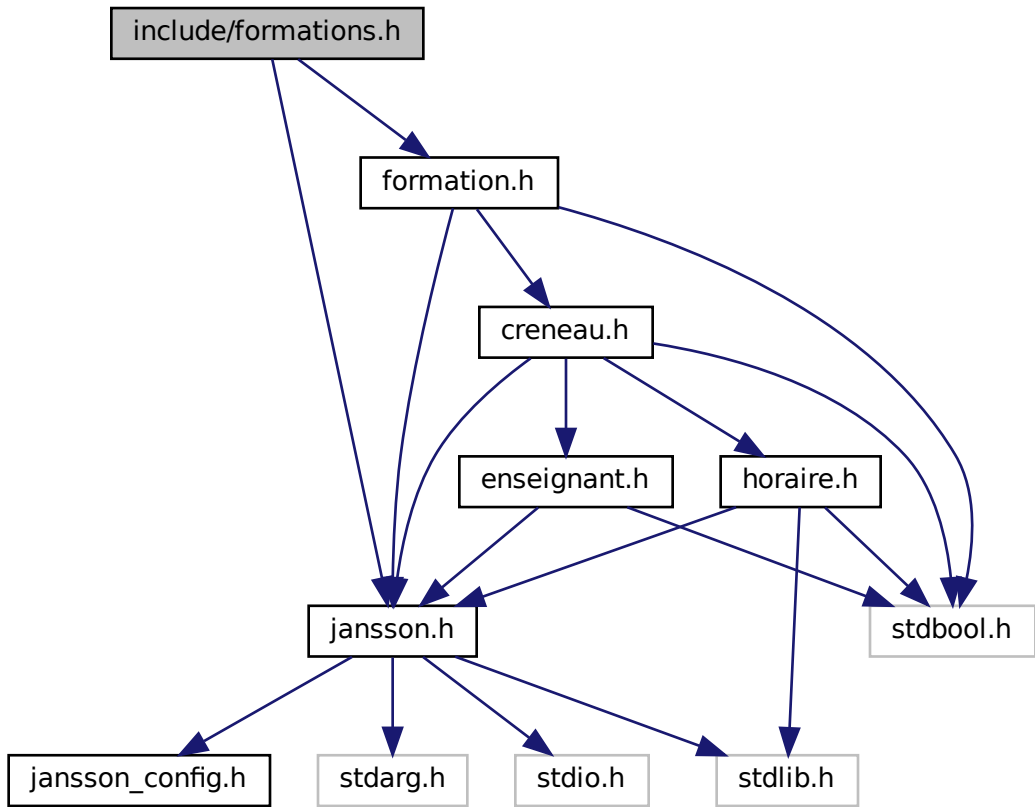 include/formations.h
formation.h
creneau.h
enseignant.h
horaire.h
jansson.h
stdbool.h
jansson_config.h
stdarg.h
stdio.h
stdlib.h